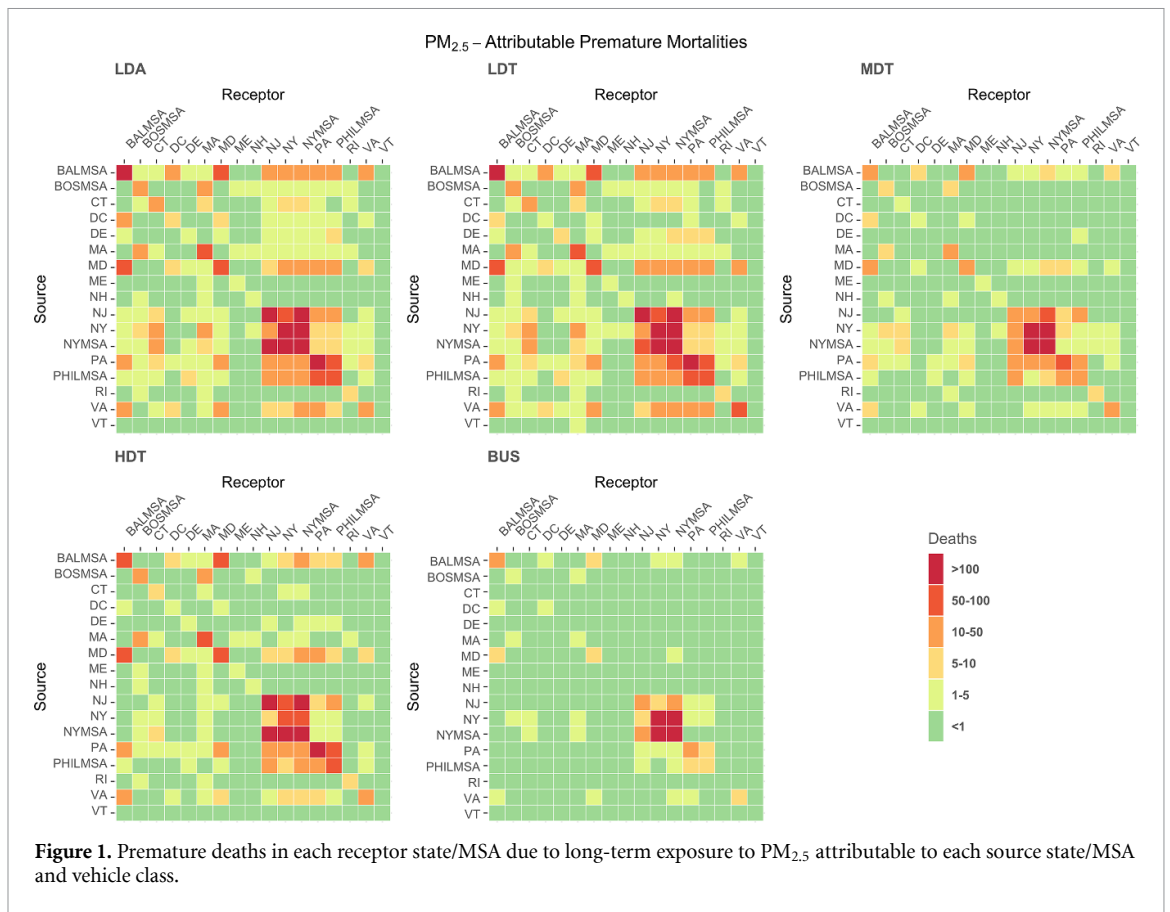 PM2.5 – Attributable Premature Mortalities
LDA
LDT
MDT
Receptor
Receptor
Receptor
BALMSA BOSMSA CT DC DE MA MD ME NH NJ NY NYMSA PA PHILMSA RI VA VT
BALMSA BOSMSA CT DC DE MA MD ME NH NJ NY NYMSA PA PHILMSA RI VA VT
BALMSA BOSMSA CT DC DE MA MD ME NH NJ NY NYMSA PA PHILMSA RI VA VT
Source
BALMSA
BOSMSA
CT
DC
DE
MA
MD
ME
NH
NJ
NY
NYMSA
PA
PHILMSA
RI
VA
VT
Source
BALMSA
BOSMSA
CT
DC
DE
MA
MD
ME
NH
NJ
NY
NYMSA
PA
PHILMSA
RI
VA
VT
Source
BALMSA
BOSMSA
CT
DC
DE
MA
MD
ME
NH
NJ
NY
NYMSA
PA
PHILMSA
RI
VA
VT
HDT
BUS
Receptor
Receptor
BALMSA BOSMSA CT DC DE MA MD ME NH NJ NY NYMSA PA PHILMSA RI VA VT
BALMSA BOSMSA CT DC DE MA MD ME NH NJ NY NYMSA PA PHILMSA RI VA VT
Source
BALMSA
BOSMSA
CT
DC
DE
MA
MD
ME
NH
NJ
NY
NYMSA
PA
PHILMSA
RI
VA
VT
Source
BALMSA
BOSMSA
CT
DC
DE
MA
MD
ME
NH
NJ
NY
NYMSA
PA
PHILMSA
RI
VA
VT
Deaths
>100
50-100
10-50
5-10
1-5
<1
Figure 1. Premature deaths in each receptor state/MSA due to long-term exposure to PM2.5 attributable to each source state/MSA
and vehicle class.